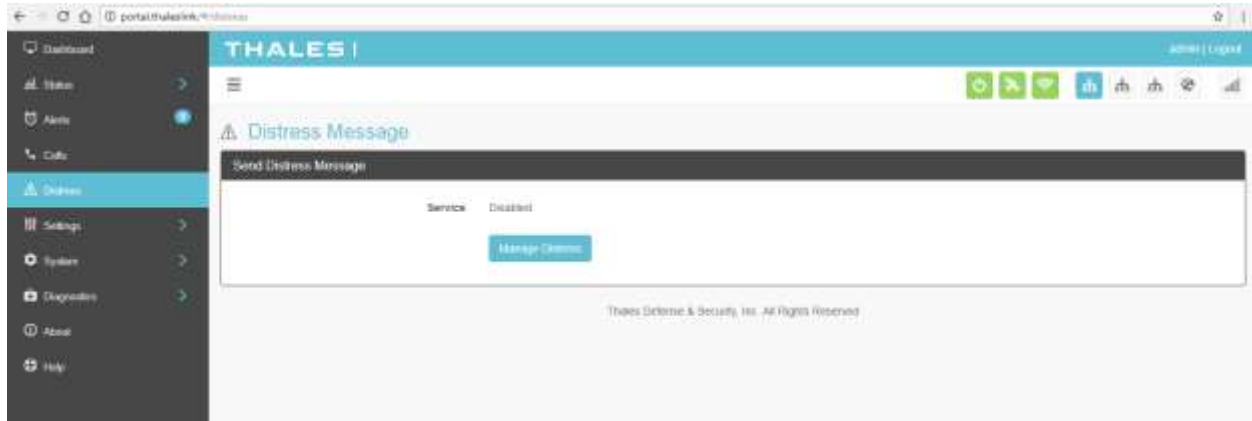 portal.thaleslink/#/distress
Dashboard
THALES
admin | Logout
Status
Alerts
Distress Message
Calls
Send Distress Message
Distress
Service Disabled
Settings
Manage Distress
System
Diagnostics
Thales Defense & Security, Inc. All Rights Reserved
About
Help